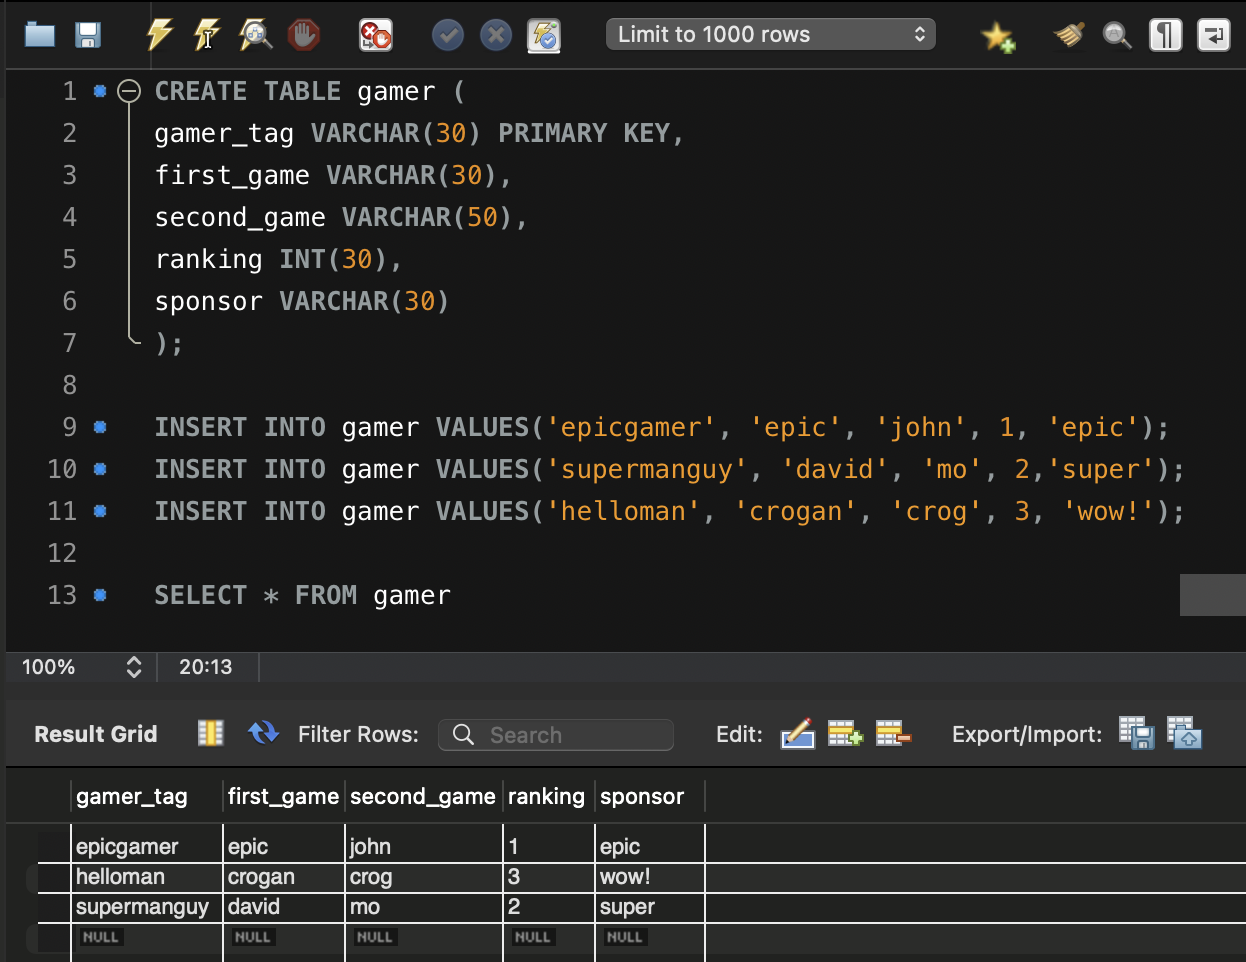 Limit to 1000 rows
1 CREATE TABLE gamer (
2 gamer_tag VARCHAR(30) PRIMARY KEY,
3 first_game VARCHAR(30),
4 second_game VARCHAR(50),
5 ranking INT(30),
6 sponsor VARCHAR(30)
7 );
8
9 INSERT INTO gamer VALUES('epicgamer', 'epic', 'john', 1, 'epic');
10 INSERT INTO gamer VALUES('supermanguy', 'david', 'mo', 2,'super');
11 INSERT INTO gamer VALUES('helloman', 'crogan', 'crog', 3, 'wow!');
12
13 SELECT * FROM gamer
100% 20:13
Result Grid Filter Rows: Search Edit: Export/Import:
gamer_tag first_game second_game ranking sponsor
epicgamer epic john 1 epic
helloman crogan crog 3 wow!
supermanguy david mo 2 super
NULL NULL NULL NULL NULL